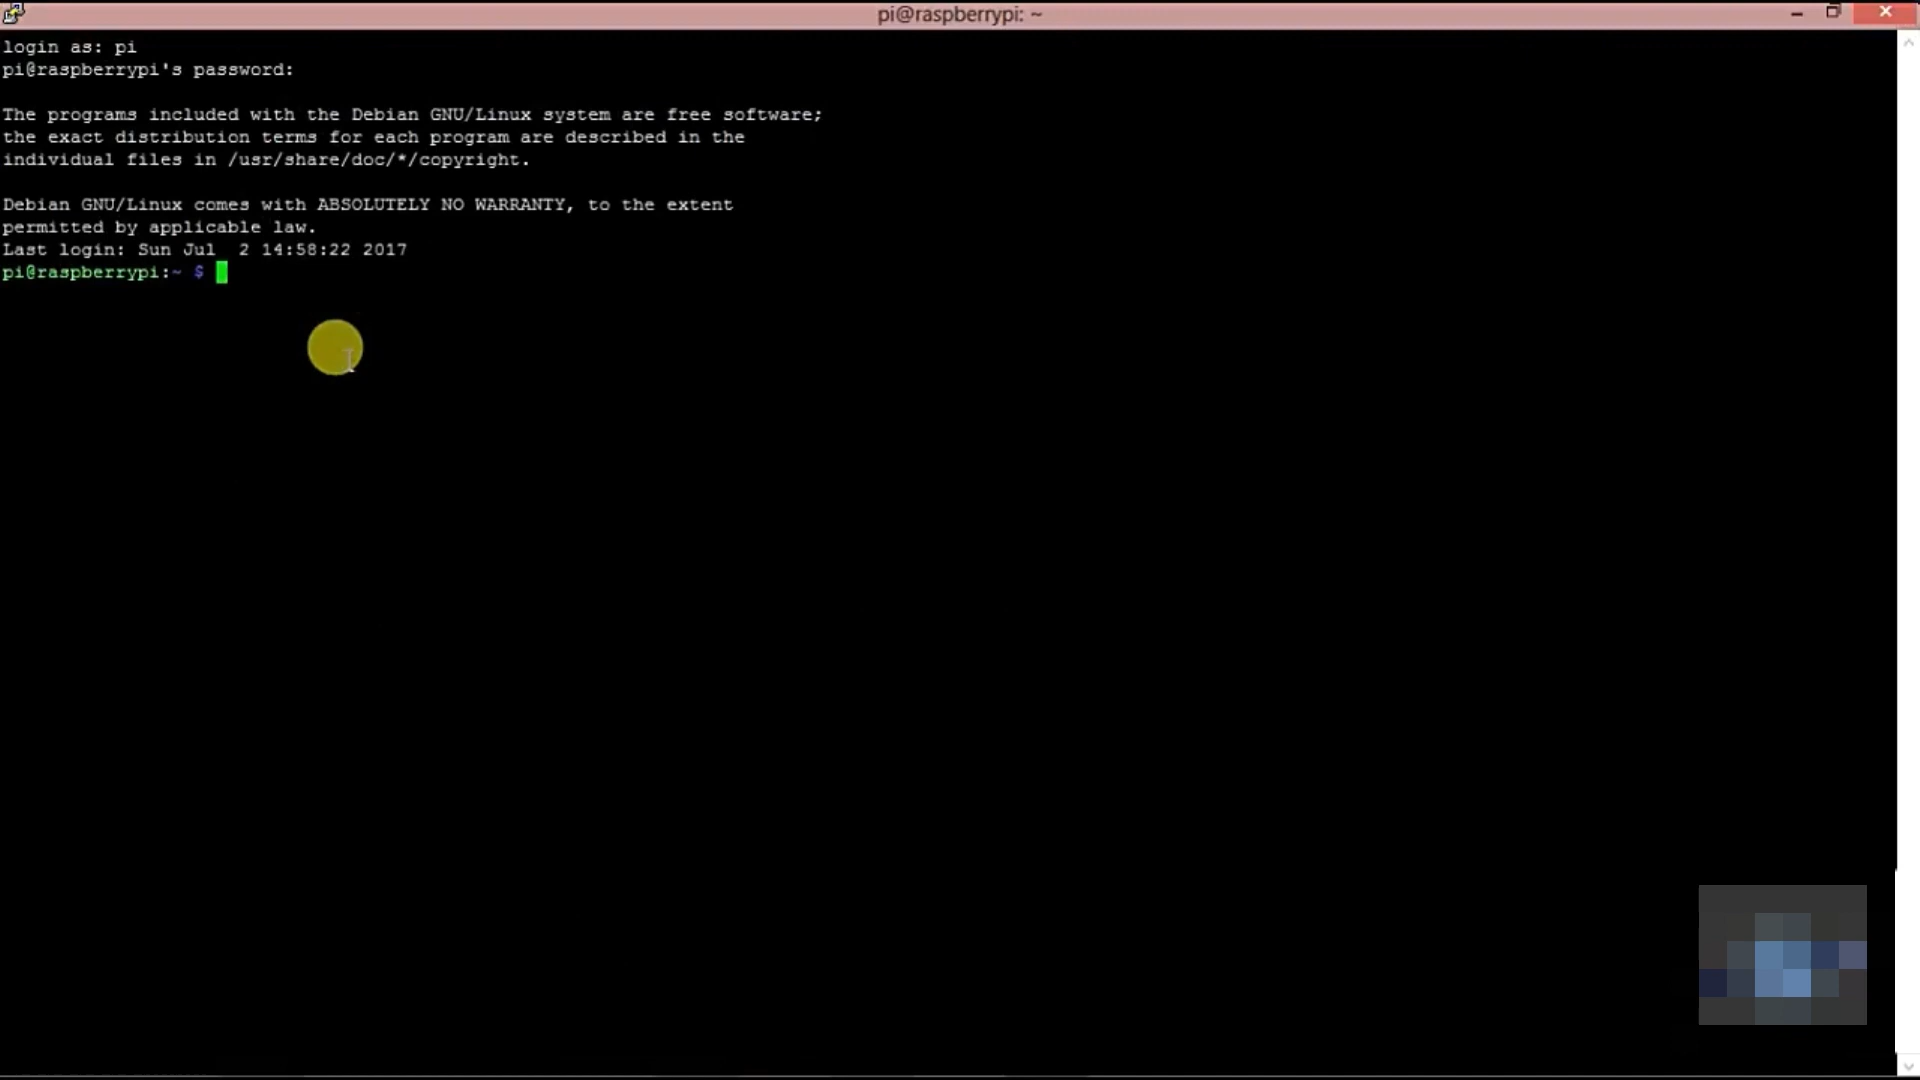 pi@raspberrypi: ~
login as: pi
pi@raspberrypi's password:
The programs included with the Debian GNU/Linux system are free software;
the exact distribution terms for each program are described in the
individual files in /usr/share/doc/*/copyright.
Debian GNU/Linux comes with ABSOLUTELY NO WARRANTY, to the extent
permitted by applicable law.
Last login: Sun Jul  2 14:58:22 2017
pi@raspberrypi:~ $